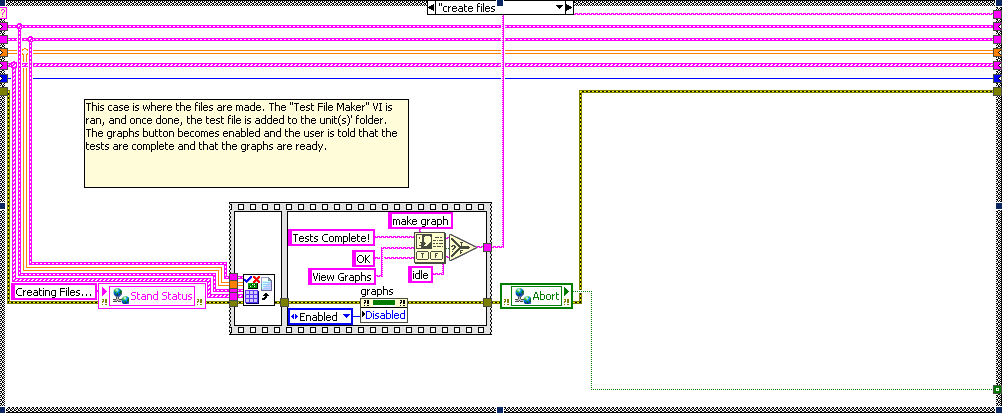 "create files
This case is where the files are made. The "Test File Maker" VI is
ran, and once done, the test file is added to the unit(s)' folder.
The graphs button becomes enabled and the user is told that the
tests are complete and that the graphs are ready.
make graph
Tests Complete!
OK
View Graphs
T F
?
idle
Creating Files...
?! Stand Status ?!
graphs
?! ?!
Enabled
Disabled
?! Abort ?!